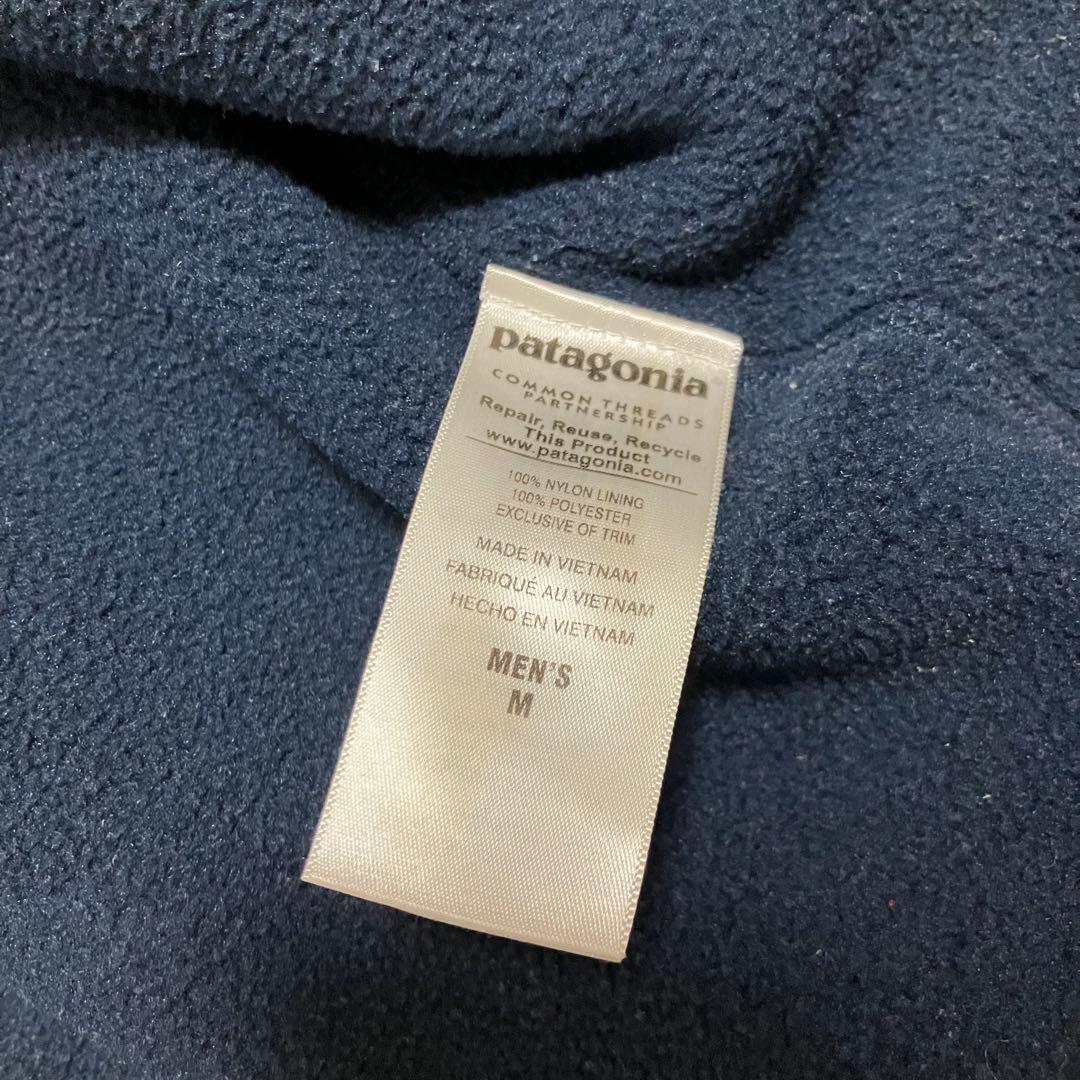 patagonia®
COMMON THREADS
PARTNERSHIP
Repair, Reuse, Recycle
This Product
www.patagonia.com
100% NYLON LINING
100% POLYESTER
EXCLUSIVE OF TRIM
MADE IN VIETNAM
FABRIQUÉ AU VIETNAM
HECHO EN VIETNAM
MEN'S
M